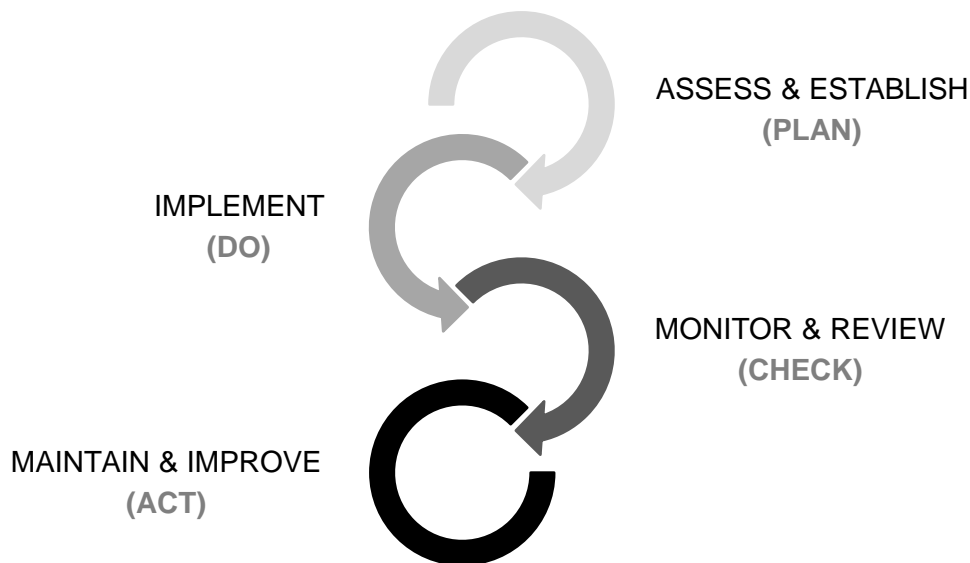 ASSESS & ESTABLISH
(PLAN)
IMPLEMENT
(DO)
MONITOR & REVIEW
(CHECK)
MAINTAIN & IMPROVE
(ACT)